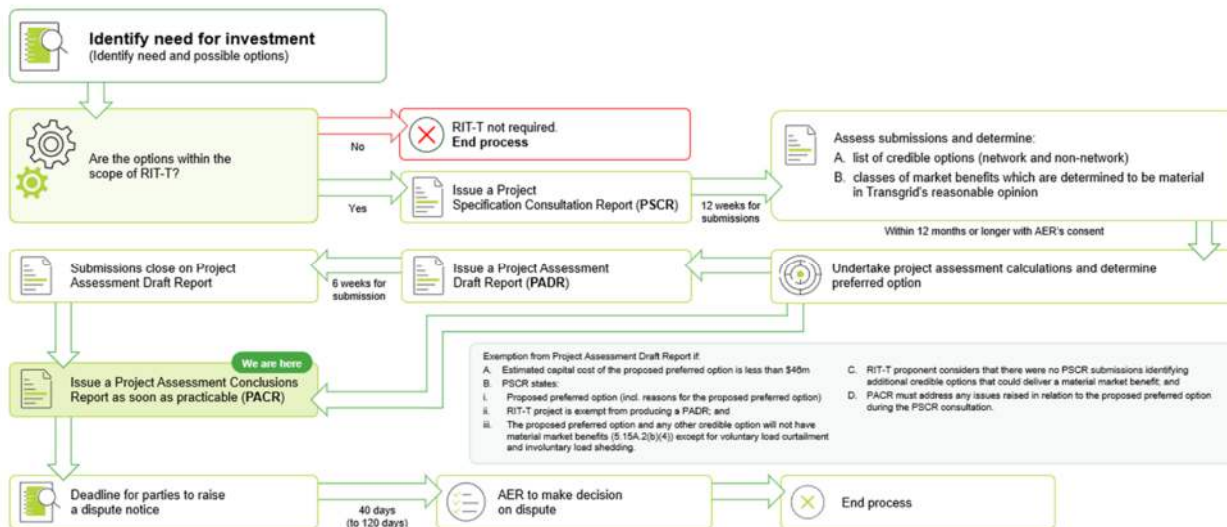 Identify need for investment
(Identify need and possible options)
Are the options within the
scope of RIT-T?
No
RIT-T not required.
End process
Yes
Issue a Project
Specification Consultation Report (PSCR)
12 weeks for
submissions
Assess submissions and determine:
A. list of credible options (network and non-network)
B. classes of market benefits which are determined to be material
in Transgrid's reasonable opinion
Within 12 months or longer with AER's consent
Undertake project assessment calculations and determine
preferred option
Issue a Project Assessment
Draft Report (PADR)
6 weeks for
submission
Submissions close on Project
Assessment Draft Report
We are here
Issue a Project Assessment Conclusions
Report as soon as practicable (PACR)
Exemption from Project Assessment Draft Report if:
A. Estimated capital cost of the proposed preferred option is less than $46m
B. PSCR states:
i. Proposed preferred option (incl. reasons for the proposed preferred option)
ii. RIT-T project is exempt from producing a PADR; and
iii. The proposed preferred option and any other credible option will not have
material market benefits (5.15A.2(b)(4)) except for voluntary load curtailment
and involuntary load shedding.
C. RIT-T proponent considers that there were no PSCR submissions identifying
additional credible options that could deliver a material market benefit; and
D. PACR must address any issues raised in relation to the proposed preferred option
during the PSCR consultation.
Deadline for parties to raise
a dispute notice
40 days
(to 120 days)
AER to make decision
on dispute
End process